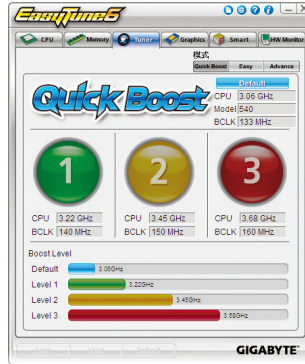 EasyTune6
CPU Memory Tuner Graphics Smart HW Monitor
模式
Quick Boost Easy Advance
Quick Boost
Default
CPU 3.06 GHz
Model 540
BCLK 133 MHz
1 2 3
CPU 3.22 GHz CPU 3.45 GHz CPU 3.68 GHz
BCLK 140 MHz BCLK 150 MHz BCLK 160 MHz
Boost Level
Default 3.06GHz
Level 1 3.22GHz
Level 2 3.45GHz
Level 3 3.68GHz
Save Load Default
GIGABYTE